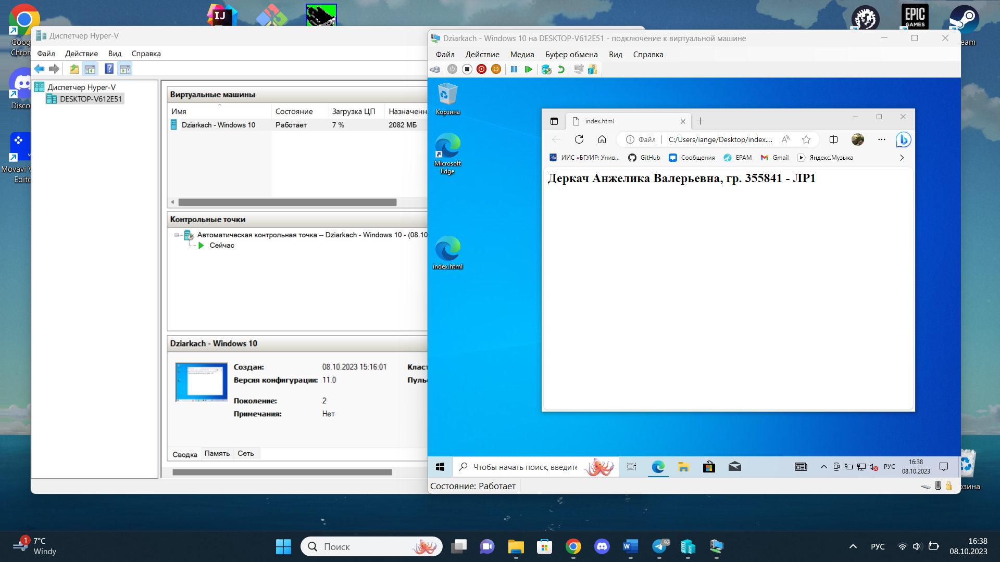 Goog
Chron
Disco
Movavi V
Edito
IJ
EPIC
GAMES
eam
Диспетчер Hyper-V
Файл Действие Вид Справка
Диспетчер Hyper-V
DESKTOP-V612E51
Виртуальные машины
Имя Состояние Загрузка ЦП Назначенн
Dziarkach - Windows 10 Работает 7 % 2082 МБ
Контрольные точки
Автоматическая контрольная точка – Dziarkach - Windows 10 - (08.10
Сейчас
Dziarkach - Windows 10
Создан: 08.10.2023 15:16:01 Класт
Версия конфигурации: 11.0 Пуль
Поколение: 2
Примечания: Нет
Сводка Память Сеть
Dziarkach - Windows 10 на DESKTOP-V612E51 - подключение к виртуальной машине
Файл Действие Медиа Буфер обмена Вид Справка
Корзина
Microsoft
Edge
index.html
index.html
Файл C:/Users/iange/Desktop/index....
ИИС «БГУИР: Унив... GitHub Сообщения EPAM Gmail Яндекс.Музыка
Деркач Анжелика Валерьевна, гр. 355841 - ЛР1
Чтобы начать поиск, введите
РУС
16:38
08.10.2023
Состояние: Работает
рзина
1
7°C
Windy
Поиск
92
РУС
16:38
08.10.2023